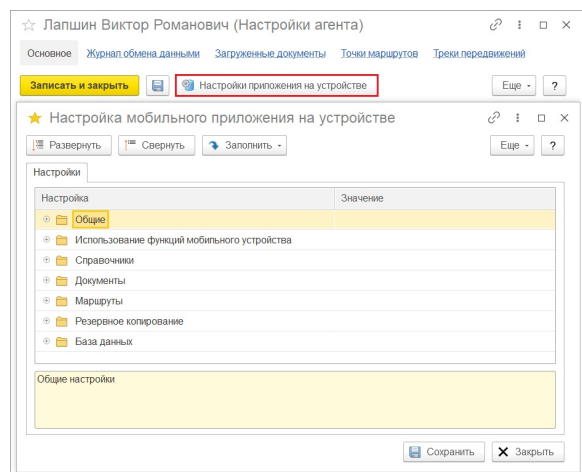 Лапшин Виктор Романович (Настройки агента)
Основное Журнал обмена данными Загруженные документы Точки маршрутов Треки передвижений
Записать и закрыть Настройки приложения на устройстве Еще ?
Настройка мобильного приложения на устройстве
Развернуть Свернуть Заполнить Еще ?
Настройки
Настройка Значение
Общие
Использование функций мобильного устройства
Справочники
Документы
Маршруты
Резервное копирование
База данных
Общие настройки
Сохранить Закрыть